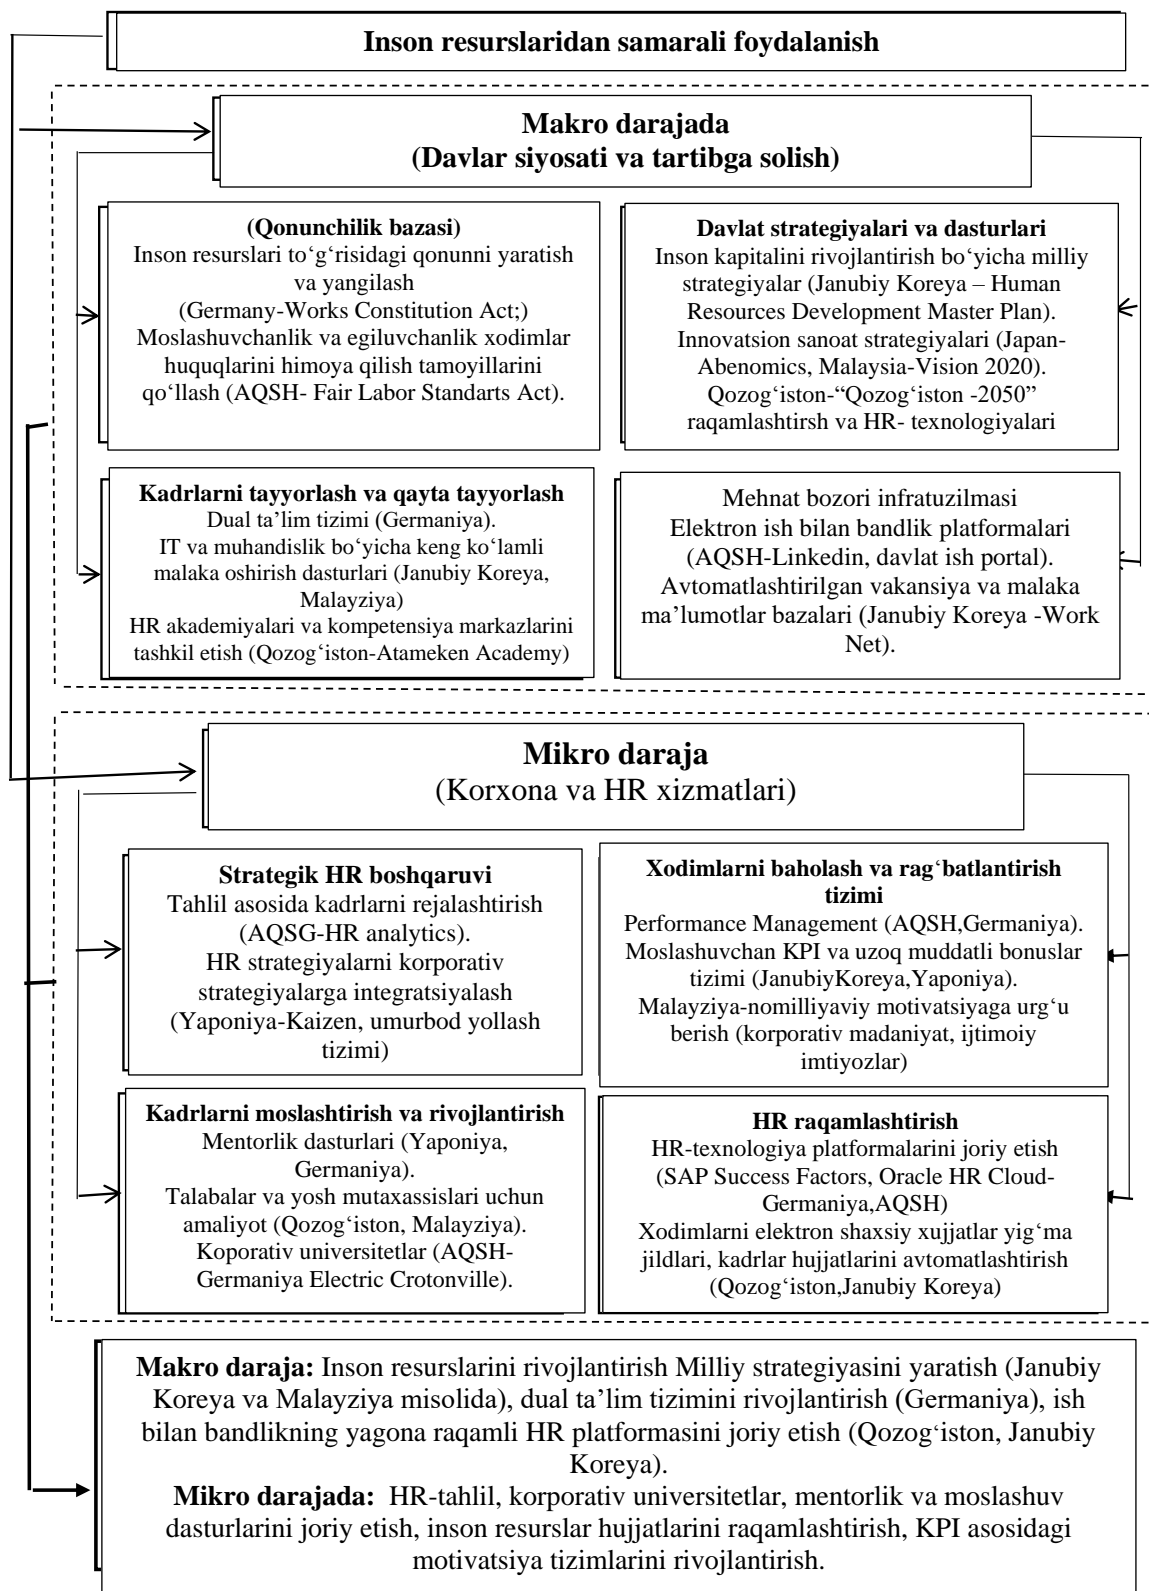 Inson resurslaridan samarali foydalanish
Makro darajada
(Davlar siyosati va tartibga solish)
(Qonunchilik bazasi)
Inson resurslari to‘g‘risidagi qonunni yaratish
va yangilash
(Germany-Works Constitution Act;)
Moslashuvchanlik va egiluvchanlik xodimlar
huquqlarini himoya qilish tamoyillarini
qo‘llash (AQSH- Fair Labor Standarts Act).
Davlat strategiyalari va dasturlari
Inson kapitalini rivojlantirish bo‘yicha milliy
strategiyalar (Janubiy Koreya – Human
Resources Development Master Plan).
Innovatsion sanoat strategiyalari (Japan-
Abenomics, Malaysia-Vision 2020).
Qozog‘iston-“Qozog‘iston -2050”
raqamlashtirsh va HR- texnologiyalari
Kadrlarni tayyorlash va qayta tayyorlash
Dual ta’lim tizimi (Germaniya).
IT va muhandislik bo‘yicha keng ko‘lamli
malaka oshirish dasturlari (Janubiy Koreya,
Malayziya)
HR akademiyalari va kompetensiya markazlarini
tashkil etish (Qozog‘iston-Atameken Academy)
Mehnat bozori infratuzilmasi
Elektron ish bilan bandlik platformalari
(AQSH-Linkedin, davlat ish portal).
Avtomatlashtirilgan vakansiya va malaka
ma’lumotlar bazalari (Janubiy Koreya -Work
Net).
Mikro daraja
(Korxona va HR xizmatlari)
Strategik HR boshqaruvi
Tahlil asosida kadrlarni rejalashtirish
(AQSG-HR analytics).
HR strategiyalarni korporativ
strategiyalarga integratsiyalash
(Yaponiya-Kaizen, umurbod yollash
tizimi)
Xodimlarni baholash va rag‘batlantirish
tizimi
Performance Management (AQSH,Germaniya).
Moslashuvchan KPI va uzoq muddatli bonuslar
tizimi (JanubiyKoreya,Yaponiya).
Malayziya-nomilliyaviy motivatsiyaga urg‘u
berish (korporativ madaniyat, ijtimoiy
imtiyozlar)
Kadrlarni moslashtirish va rivojlantirish
Mentorlik dasturlari (Yaponiya,
Germaniya).
Talabalar va yosh mutaxassislari uchun
amaliyot (Qozog‘iston, Malayziya).
Koporativ universitetlar (AQSH-
Germaniya Electric Crotonville).
HR raqamlashtirish
HR-texnologiya platformalarini joriy etish
(SAP Success Factors, Oracle HR Cloud-
Germaniya,AQSH)
Xodimlarni elektron shaxsiy xujjatlar yig‘ma
jildlari, kadrlar hujjatlarini avtomatlashtirish
(Qozog‘iston,Janubiy Koreya)
Makro daraja: Inson resurslarini rivojlantirish Milliy strategiyasini yaratish (Janubiy
Koreya va Malayziya misolida), dual ta’lim tizimini rivojlantirish (Germaniya), ish
bilan bandlikning yagona raqamli HR platformasini joriy etish (Qozog‘iston, Janubiy
Koreya).
Mikro darajada: HR-tahlil, korporativ universitetlar, mentorlik va moslashuv
dasturlarini joriy etish, inson resurslar hujjatlarini raqamlashtirish, KPI asosidagi
motivatsiya tizimlarini rivojlantirish.